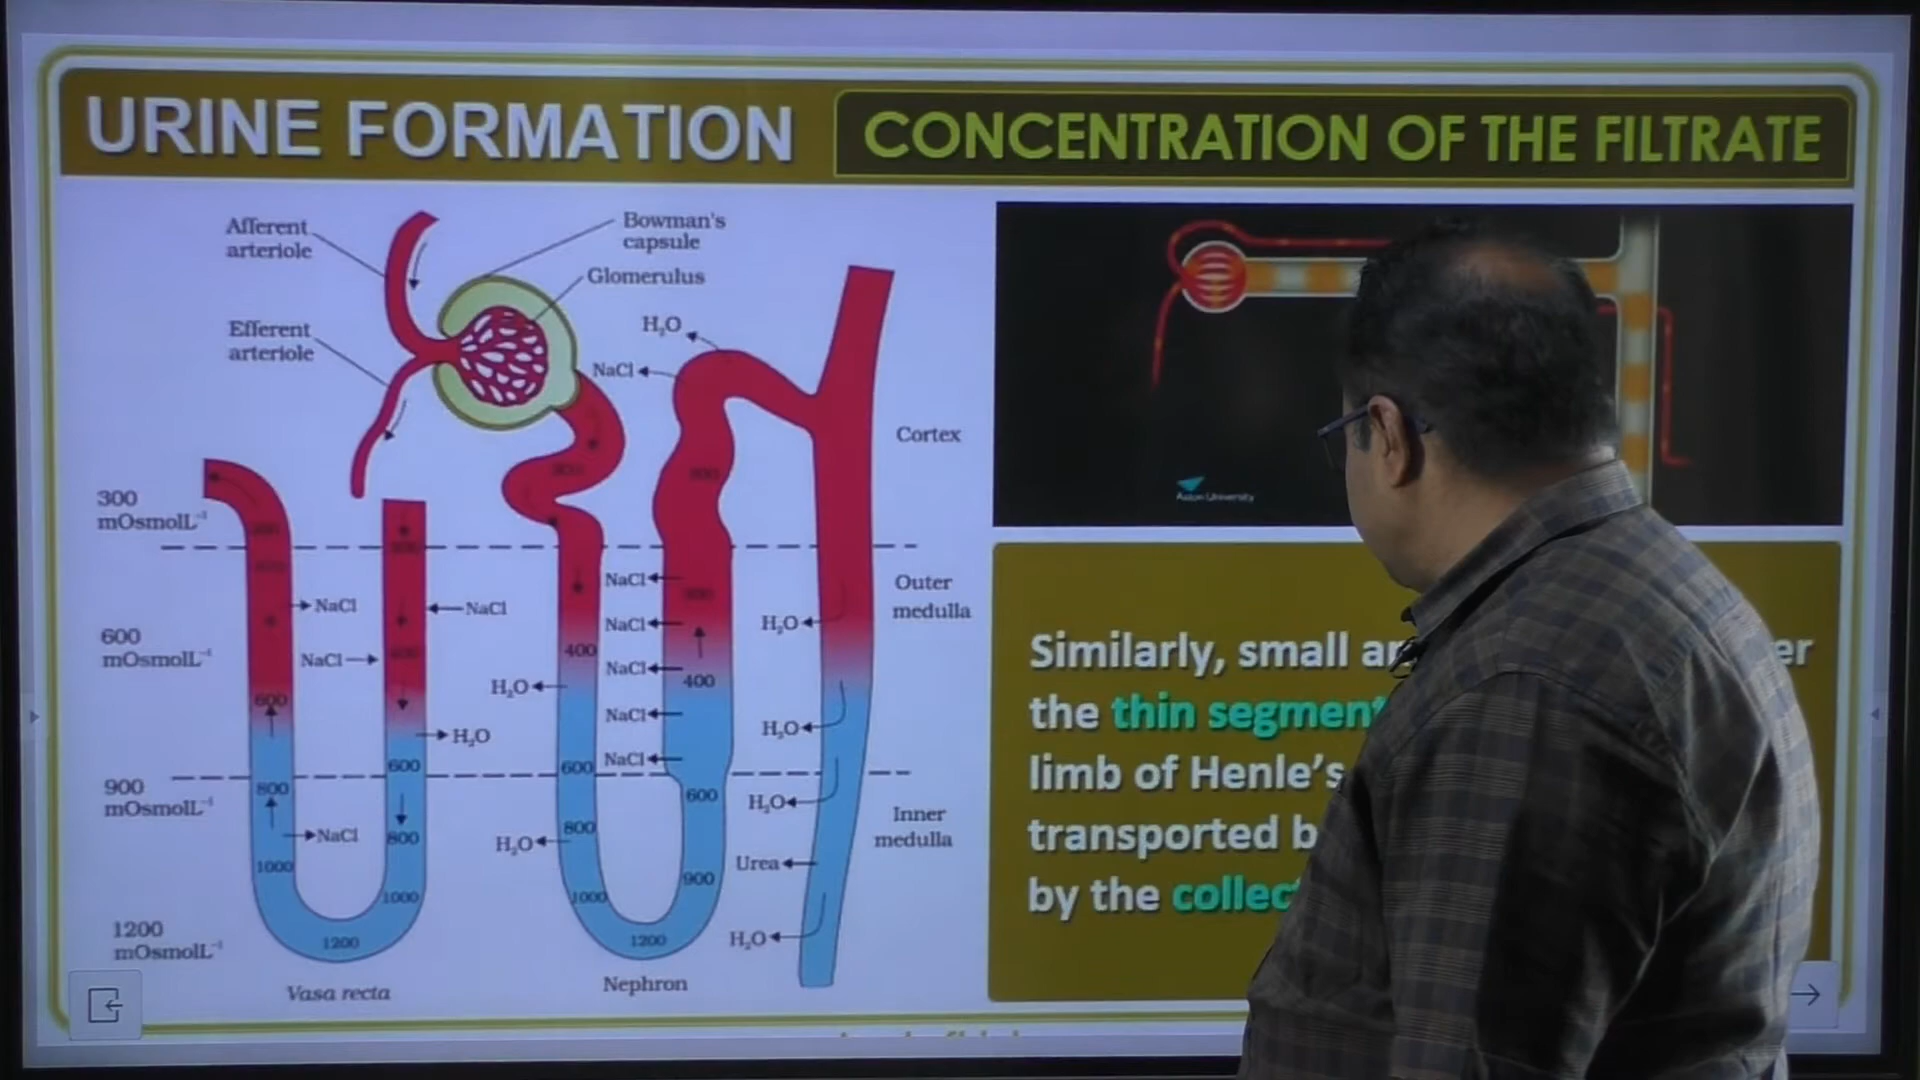 URINE FORMATION
CONCENTRATION OF THE FILTRATE
Afferent
arteriole
Bowman's
capsule
Glomerulus
Efferent
arteriole
H₂O
NaCl
Cortex
300
mOsmolL⁻¹
NaCl
NaCl
NaCl
NaCl
Outer
medulla
600
mOsmolL⁻¹
NaCl
H₂O
400
NaCl
400
H₂O
600
H₂O
NaCl
H₂O
600
600
NaCl
900
mOsmolL⁻¹
800
600
H₂O
Inner
medulla
NaCl
800
H₂O
800
Urea
1000
1000
1000
900
1200
mOsmolL⁻¹
1200
1200
H₂O
Vasa recta
Nephron
Aston University
Similarly, small
the thin
limb of Henle's
transported
by the